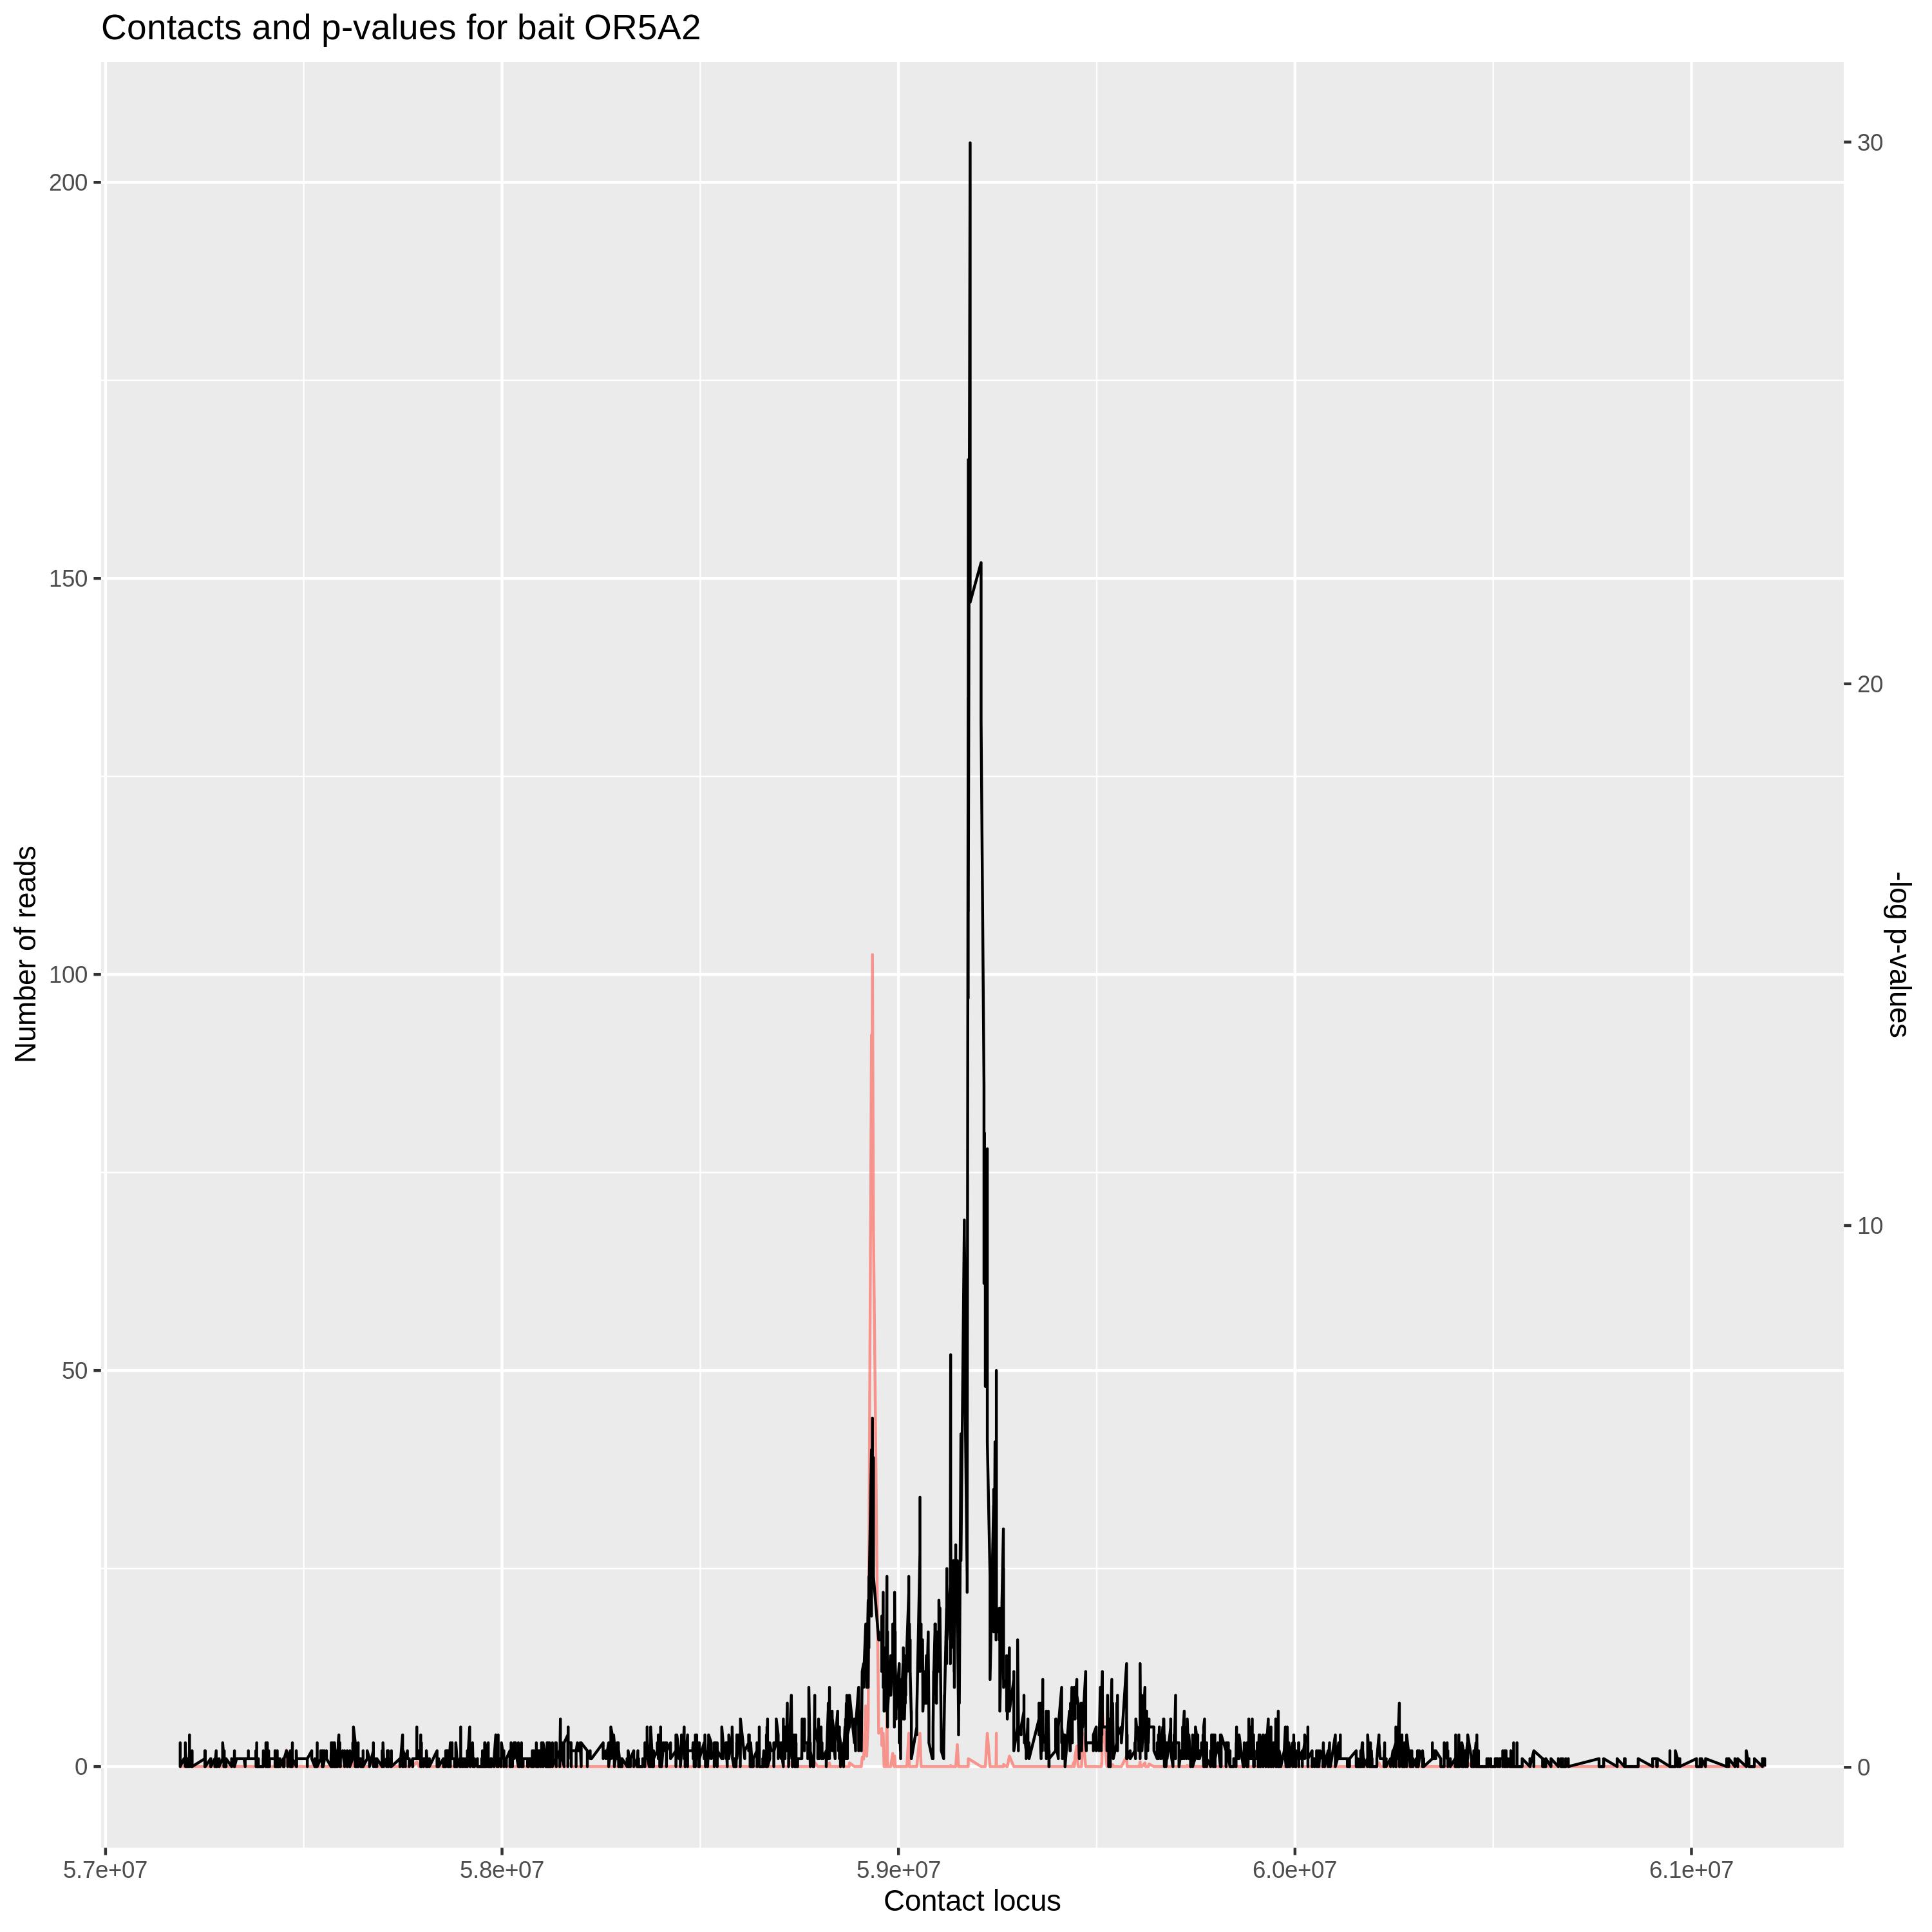 Contacts and p-values for bait OR5A2
200
150
100
50
0
Number of reads
30
20
10
0
-log p-values
5.7e+07
5.8e+07
5.9e+07
6.0e+07
6.1e+07
Contact locus